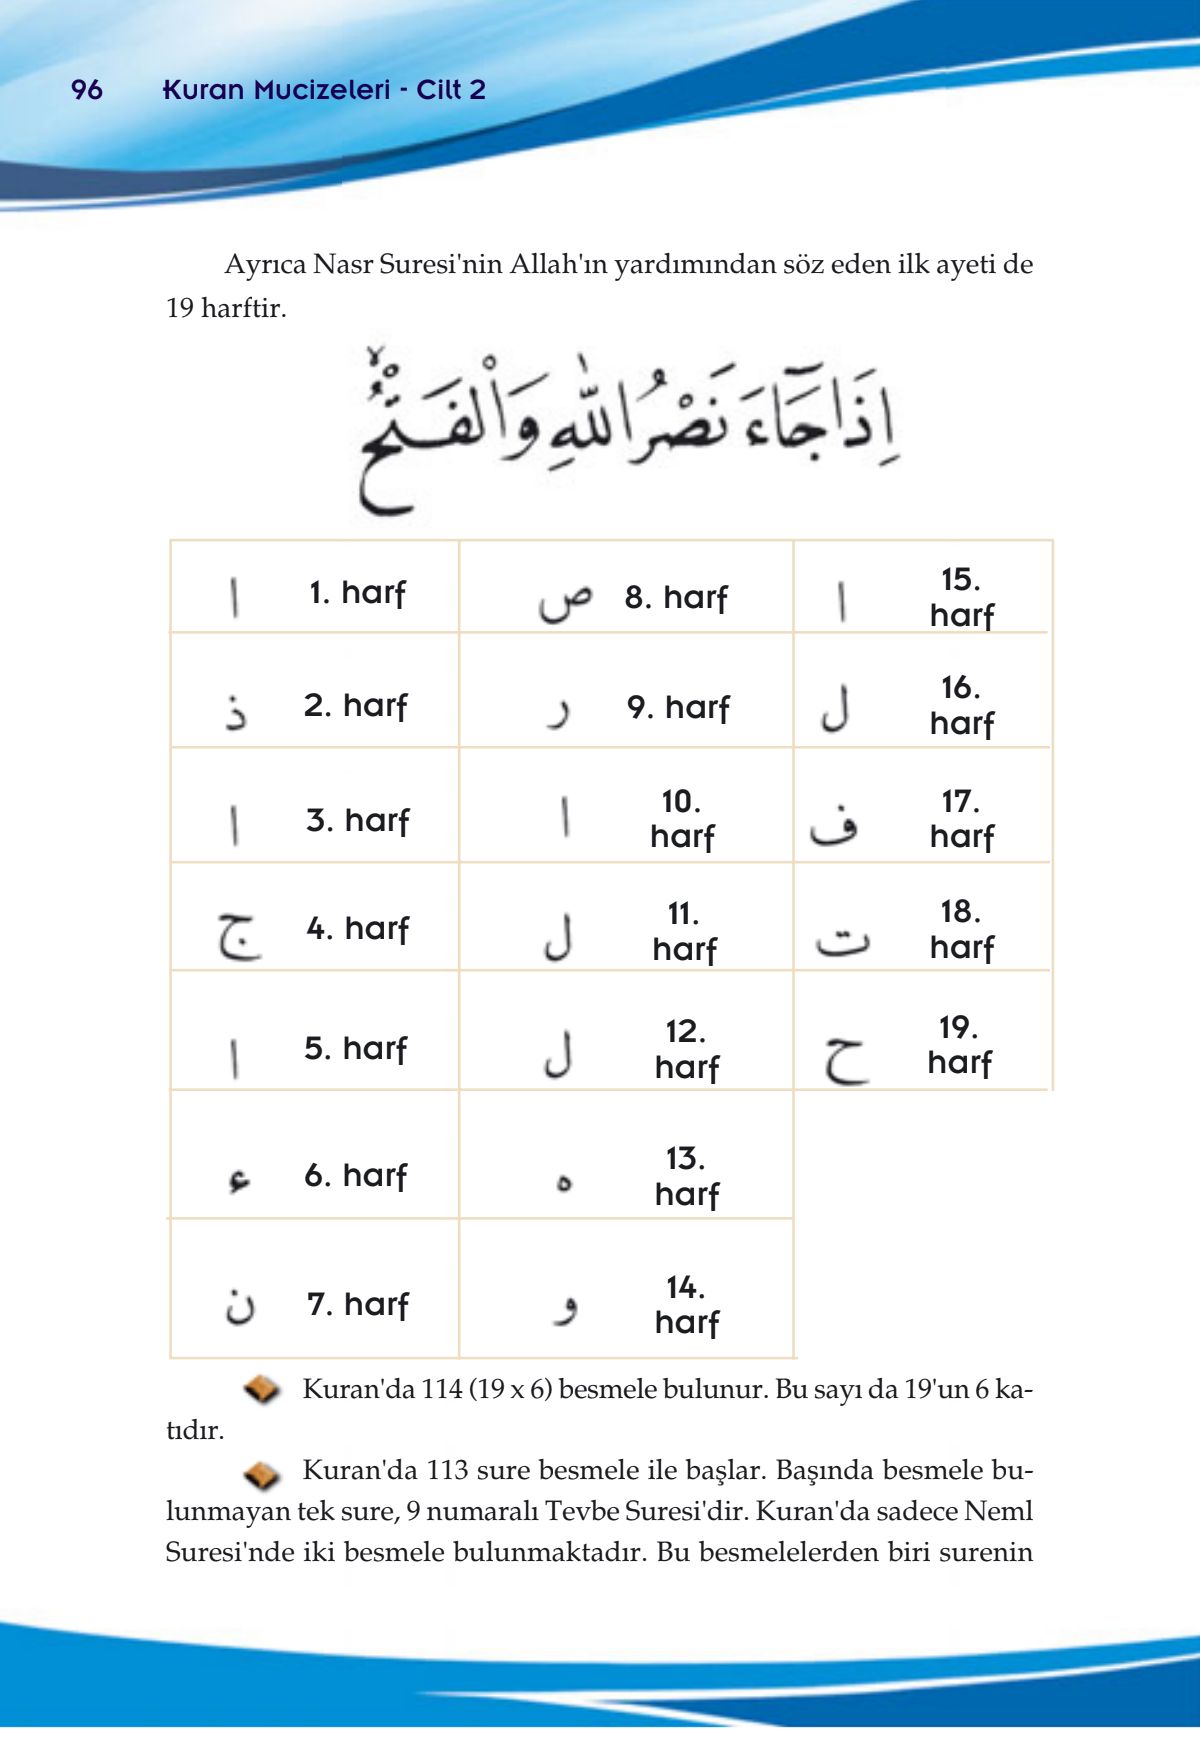 96 Kuran Mucizeleri - Cilt 2
Ayrıca Nasr Suresi'nin Allah'ın yardımından söz eden ilk ayeti de
19 harftir.
اِذَا جَٓاءَ نَصْرُ اللّٰهِ وَالْفَتْحُۙ
ا 1. harf ص 8. harf ا 15. harf
ذ 2. harf ر 9. harf ل 16. harf
ا 3. harf ا 10. harf ف 17. harf
ج 4. harf ل 11. harf ت 18. harf
ا 5. harf ل 12. harf ح 19. harf
ء 6. harf ه 13. harf
ن 7. harf و 14. harf
Kuran'da 114 (19 x 6) besmele bulunur. Bu sayı da 19'un 6 ka-
tıdır.
Kuran'da 113 sure besmele ile başlar. Başında besmele bu-
lunmayan tek sure, 9 numaralı Tevbe Suresi'dir. Kuran'da sadece Neml
Suresi'nde iki besmele bulunmaktadır. Bu besmelelerden biri surenin